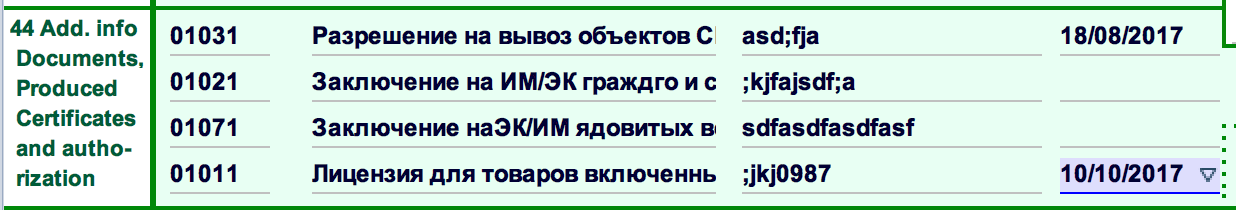 44 Add. info
Documents,
Produced
Certificates
and autho-
rization
01031 Разрешение на вывоз объектов asd;fja 18/08/2017
01021 Заключение на ИМ/ЭК граждго и с ;kjfajsdf;a
01071 Заключение наЭК/ИМ ядовитых в sdfasdfasdfasf
01011 Лицензия для товаров включенны ;jkj0987 10/10/2017